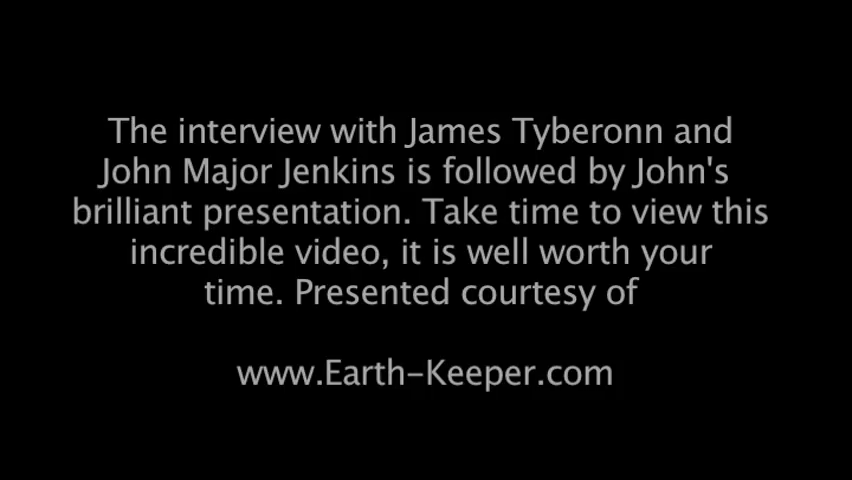 The interview with James Tyberonn and
John Major Jenkins is followed by John's
brilliant presentation. Take time to view this
incredible video, it is well worth your
time. Presented courtesy of
www.Earth-Keeper.com